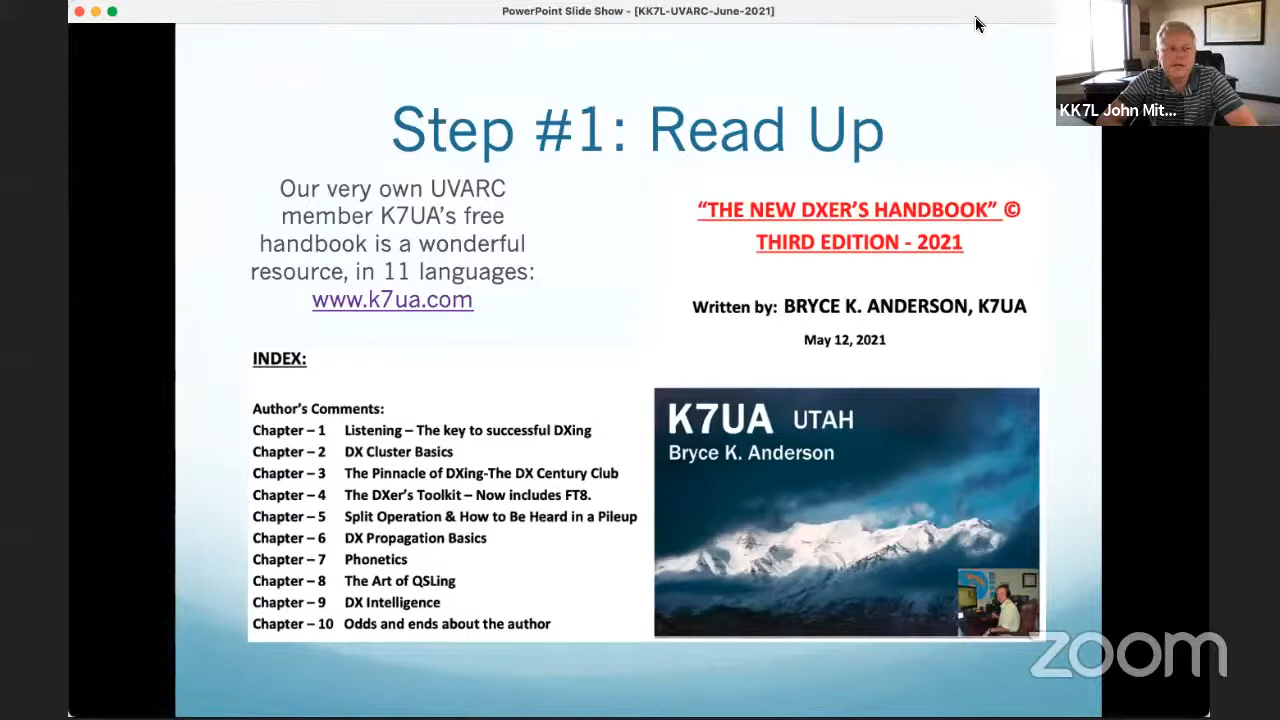 PowerPoint Slide Show - [KK7L-UVARC-June-2021]
KK7L John Mit...
Step #1: Read Up
Our very own UVARC
member K7UA's free
handbook is a wonderful
resource, in 11 languages:
www.k7ua.com
“THE NEW DXER’S HANDBOOK” ©
THIRD EDITION - 2021
Written by: BRYCE K. ANDERSON, K7UA
May 12, 2021
INDEX:
Author’s Comments:
Chapter – 1 Listening – The key to successful DXing
Chapter – 2 DX Cluster Basics
Chapter – 3 The Pinnacle of DXing-The DX Century Club
Chapter – 4 The DXer’s Toolkit – Now includes FT8.
Chapter – 5 Split Operation & How to Be Heard in a Pileup
Chapter – 6 DX Propagation Basics
Chapter – 7 Phonetics
Chapter – 8 The Art of QSLing
Chapter – 9 DX Intelligence
Chapter – 10 Odds and ends about the author
K7UA UTAH
Bryce K. Anderson
zoom